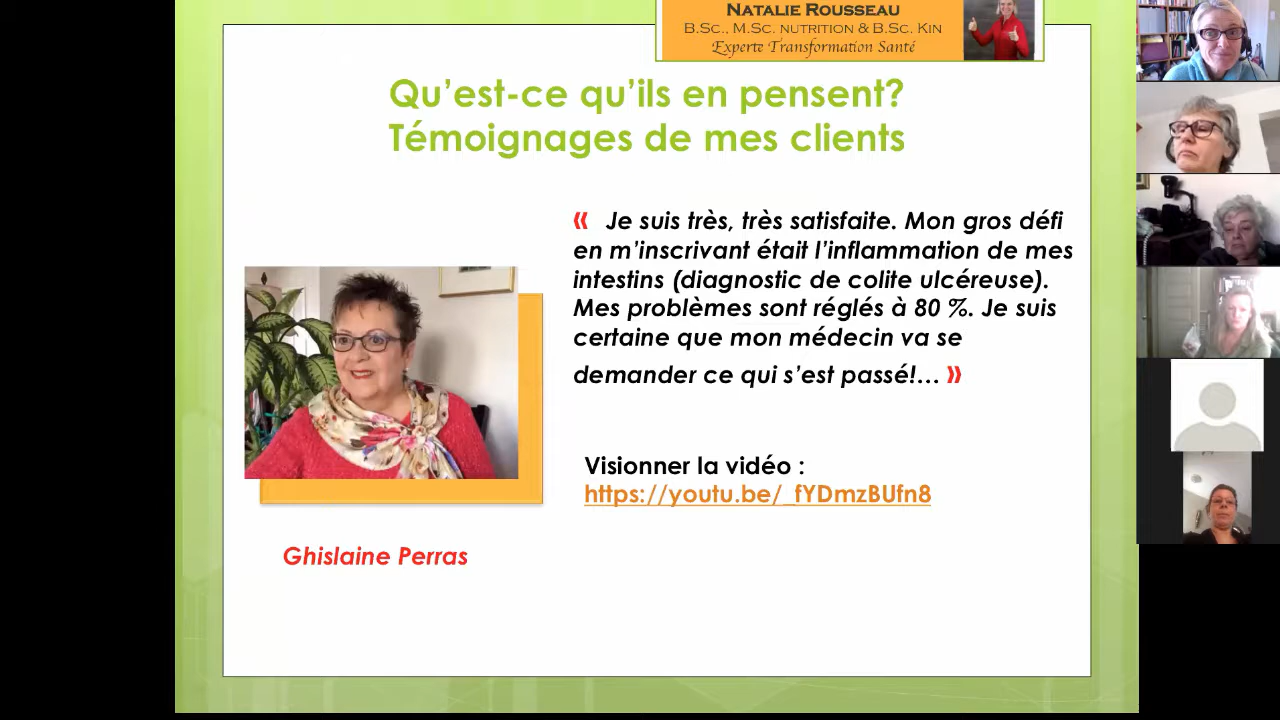 NATALIE ROUSSEAU
B.SC., M.SC. NUTRITION & B.SC. KIN
Experte Transformation Santé
Qu’est-ce qu’ils en pensent?
Témoignages de mes clients
« Je suis très, très satisfaite. Mon gros défi
en m’inscrivant était l’inflammation de mes
intestins (diagnostic de colite ulcéreuse).
Mes problèmes sont réglés à 80 %. Je suis
certaine que mon médecin va se
demander ce qui s’est passé!… »
Visionner la vidéo :
https://youtu.be/_fYDmzBUfn8
Ghislaine Perras